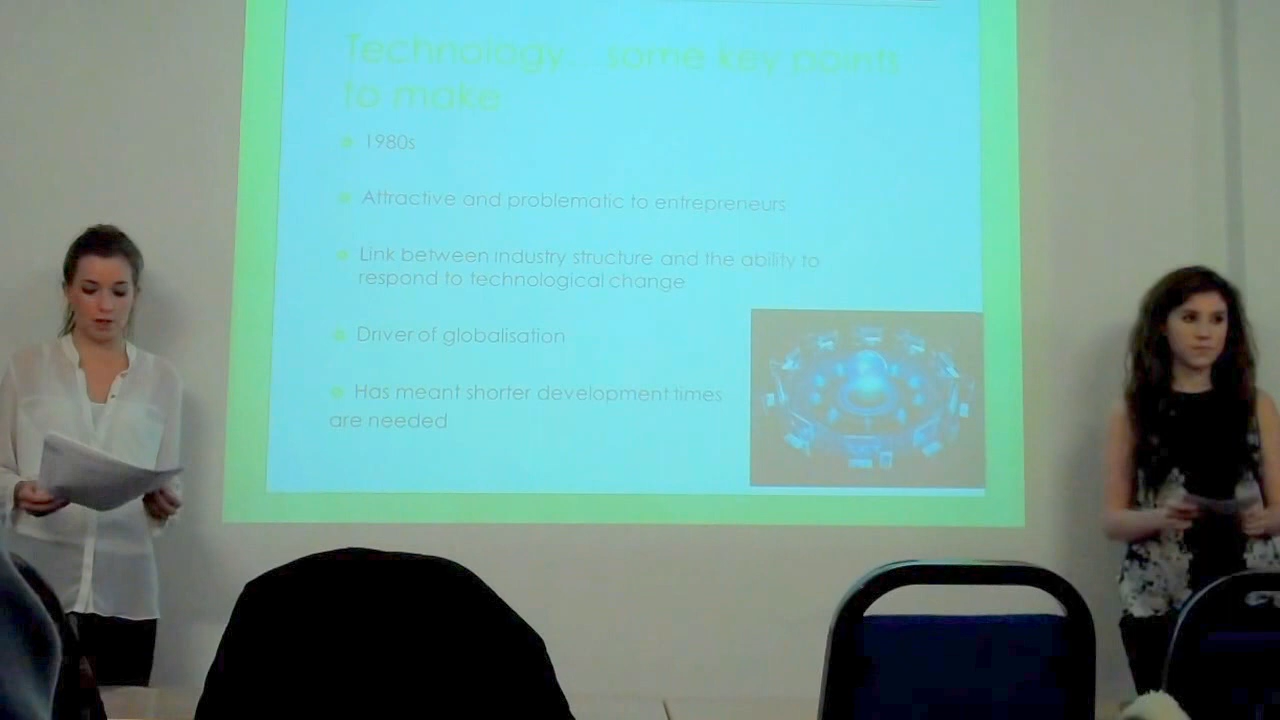 Technology... some key points
to make
1980s
Attractive and problematic to entrepreneurs
Link between industry structure and the ability to
respond to technological change
Driver of globalisation
Has meant shorter development times
are needed